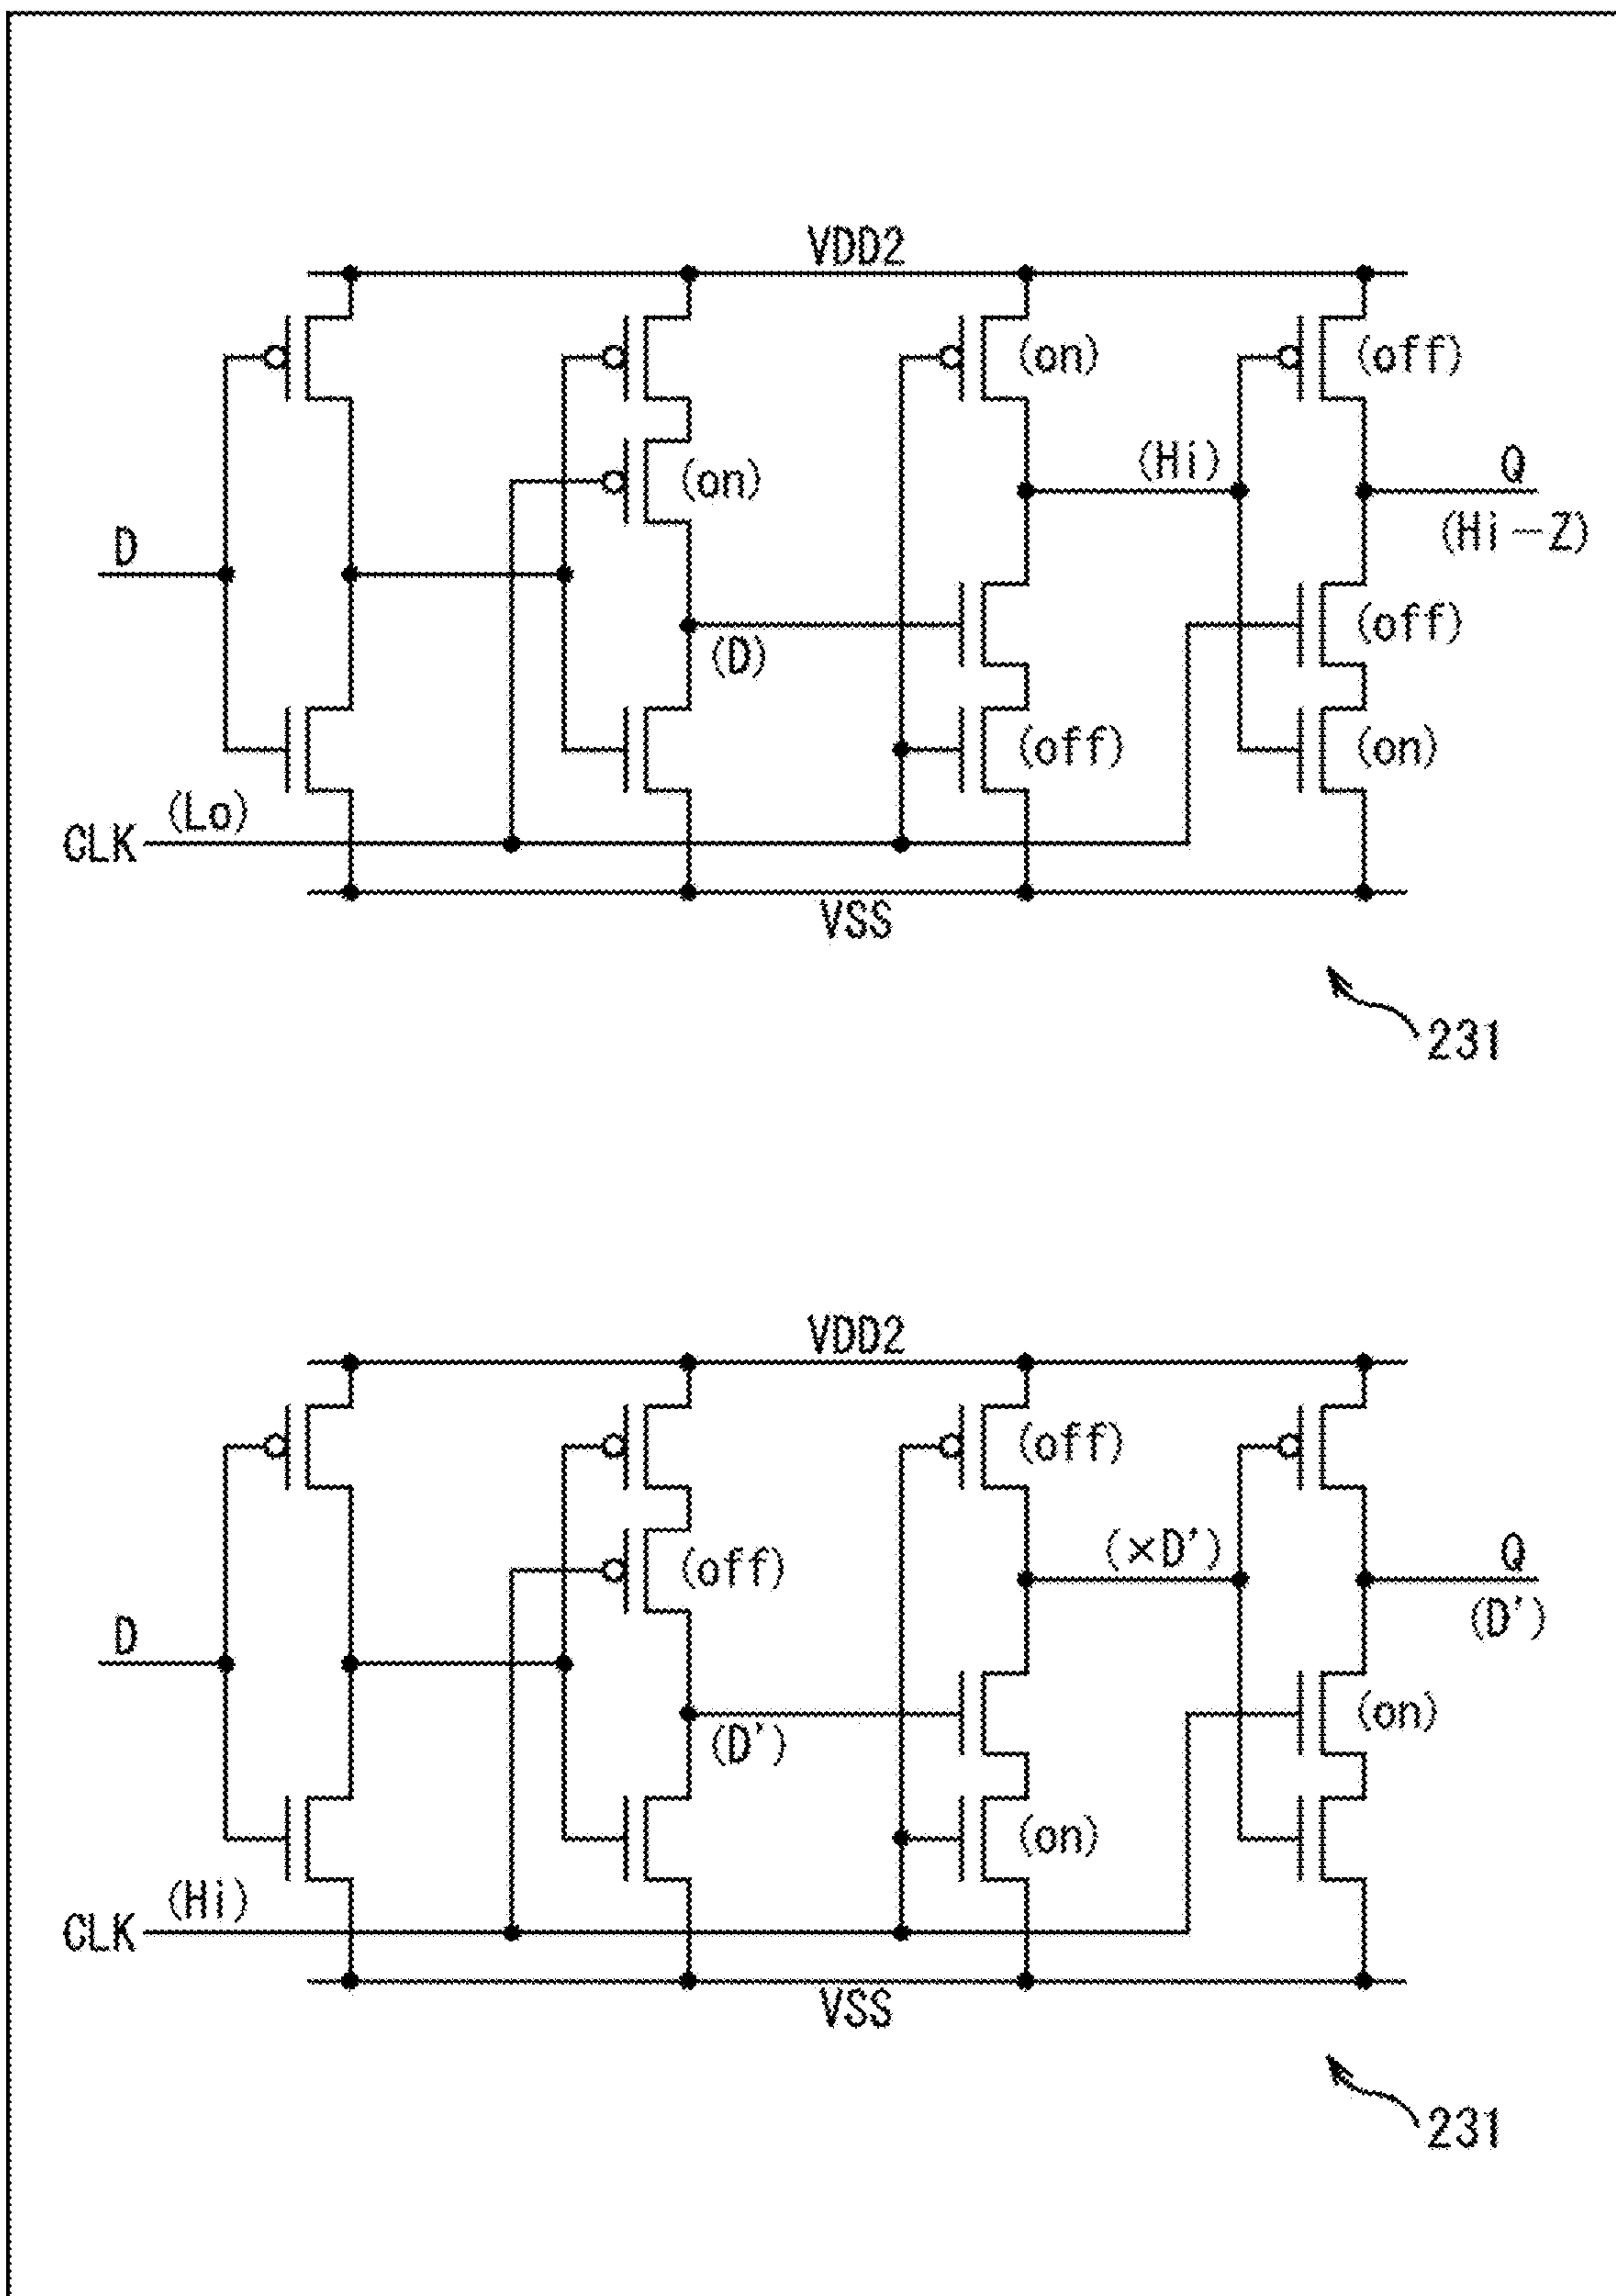 VDD2
(on)
(off)
(Hi)
Q
(on)
(Hi-Z)
D
(off)
(D)
(off)
(on)
(Lo)
CLK
VSS
231
VDD2
(off)
(×D')
Q
(off)
(D')
D
(on)
(D')
(on)
(Hi)
CLK
VSS
231